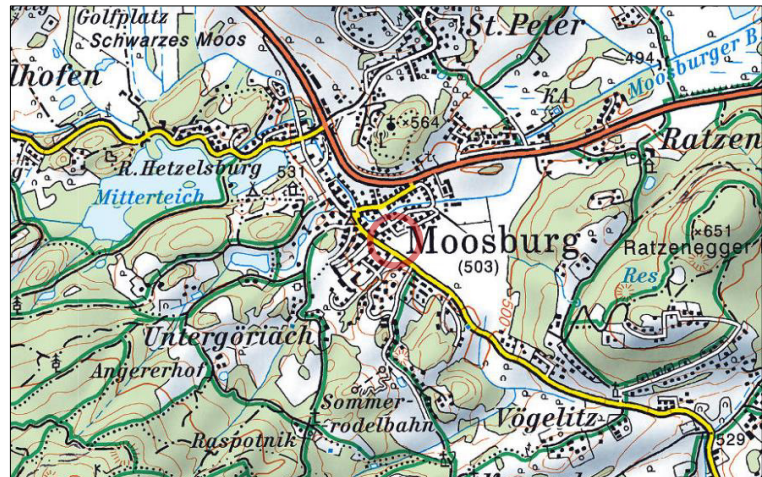 Golfplatz
Schwarzes Moos
St. Peter
494
Moosburger B.
lhofen
KA
×564
Ratzen
R. Hetzelsburg
531
Mitterteich
×651
Moosburg
Ratzenegger
(503)
Res
500
Untergöriach
Angererhof
Sommer-
rodelbahn
Vögelitz
Raspotnik
529